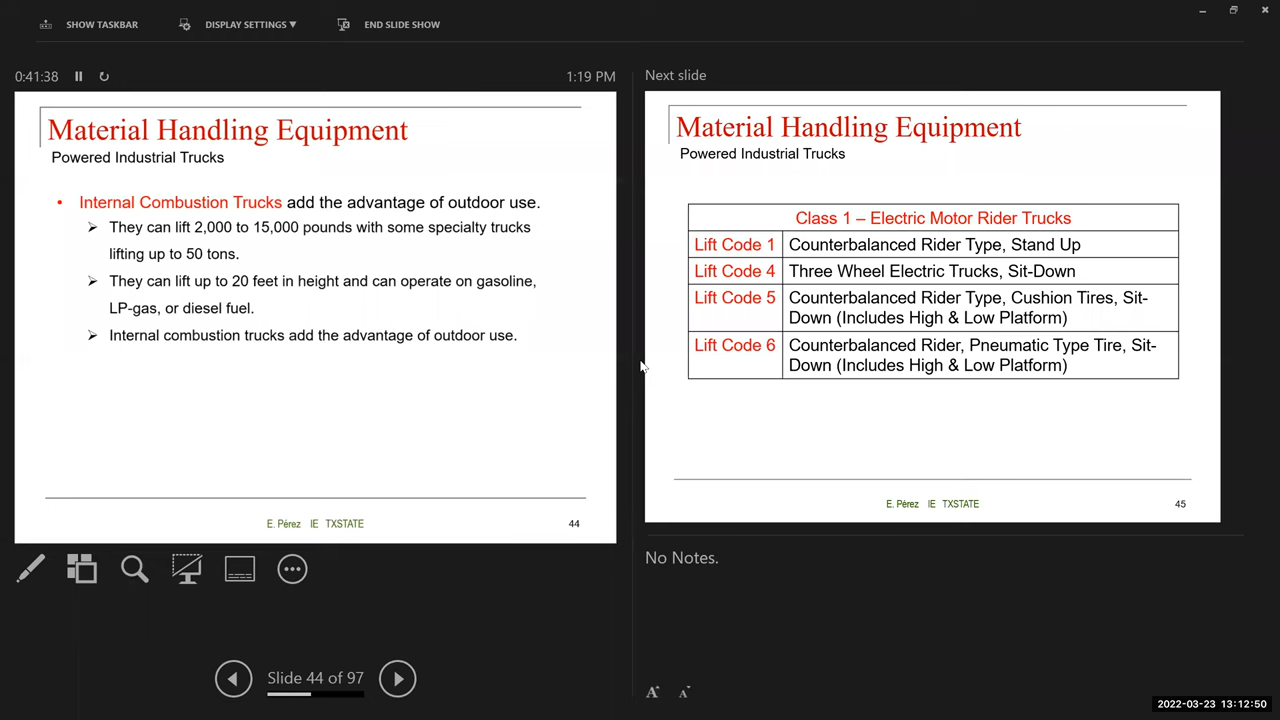 SHOW TASKBAR
DISPLAY SETTINGS ▼
END SLIDE SHOW
0:41:38
1:19 PM
Material Handling Equipment
Powered Industrial Trucks
• Internal Combustion Trucks add the advantage of outdoor use.
➢ They can lift 2,000 to 15,000 pounds with some specialty trucks
lifting up to 50 tons.
➢ They can lift up to 20 feet in height and can operate on gasoline,
LP-gas, or diesel fuel.
➢ Internal combustion trucks add the advantage of outdoor use.
E. Pérez IE TXSTATE
44
Slide 44 of 97
Next slide
Material Handling Equipment
Powered Industrial Trucks
Class 1 – Electric Motor Rider Trucks
Lift Code 1 Counterbalanced Rider Type, Stand Up
Lift Code 4 Three Wheel Electric Trucks, Sit-Down
Lift Code 5 Counterbalanced Rider Type, Cushion Tires, Sit-
Down (Includes High & Low Platform)
Lift Code 6 Counterbalanced Rider, Pneumatic Type Tire, Sit-
Down (Includes High & Low Platform)
E. Pérez IE TXSTATE
45
No Notes.
A A
2022-03-23 13:12:50